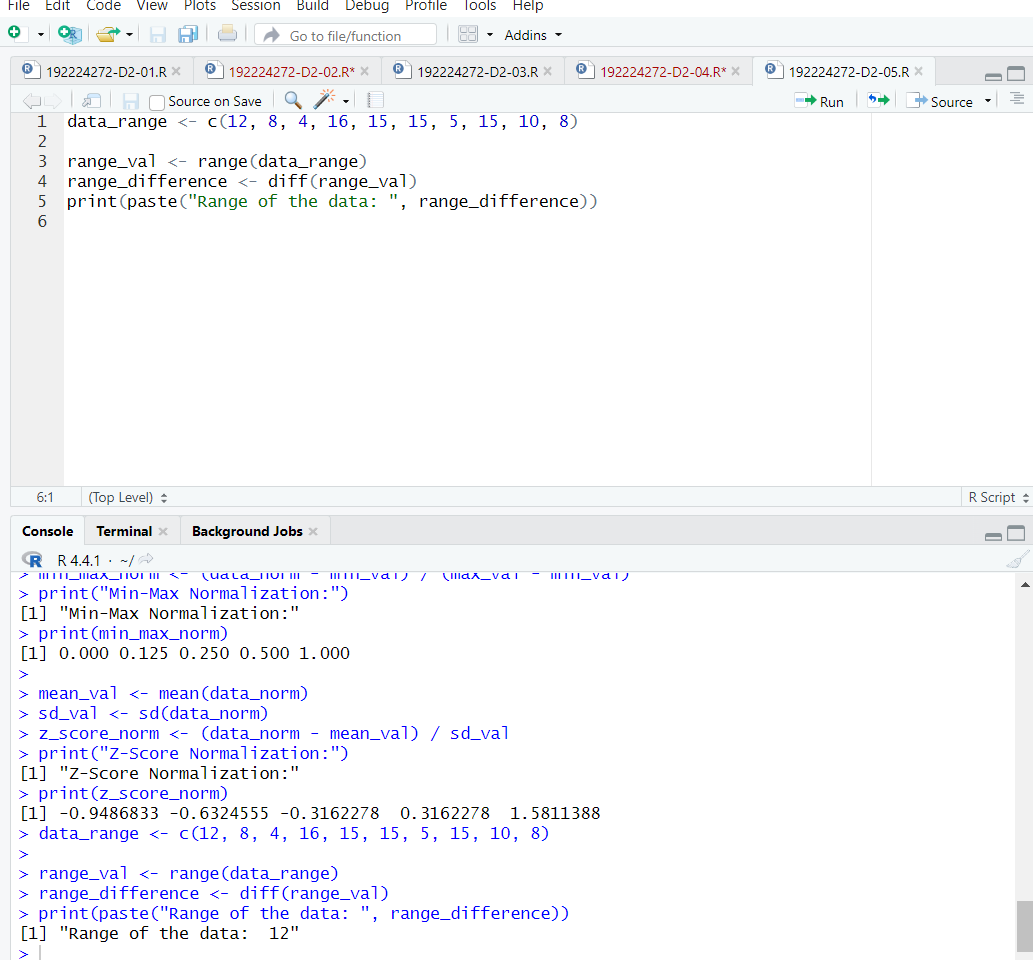 File Edit Code View Plots Session Build Debug Profile Tools Help
Go to file/function Addins
192224272-D2-01.R 192224272-D2-02.R* 192224272-D2-03.R 192224272-D2-04.R* 192224272-D2-05.R
Source on Save Run Source
1 data_range <- c(12, 8, 4, 16, 15, 15, 5, 15, 10, 8)
2
3 range_val <- range(data_range)
4 range_difference <- diff(range_val)
5 print(paste("Range of the data: ", range_difference))
6
6:1 (Top Level) R Script
Console Terminal Background Jobs
R R 4.4.1 · ~/
> min_max_norm <- (data_norm - min_val) / (max_val - min_val)
> print("Min-Max Normalization:")
[1] "Min-Max Normalization:"
> print(min_max_norm)
[1] 0.000 0.125 0.250 0.500 1.000
>
> mean_val <- mean(data_norm)
> sd_val <- sd(data_norm)
> z_score_norm <- (data_norm - mean_val) / sd_val
> print("Z-Score Normalization:")
[1] "Z-Score Normalization:"
> print(z_score_norm)
[1] -0.9486833 -0.6324555 -0.3162278  0.3162278  1.5811388
> data_range <- c(12, 8, 4, 16, 15, 15, 5, 15, 10, 8)
>
> range_val <- range(data_range)
> range_difference <- diff(range_val)
> print(paste("Range of the data: ", range_difference))
[1] "Range of the data:  12"
>